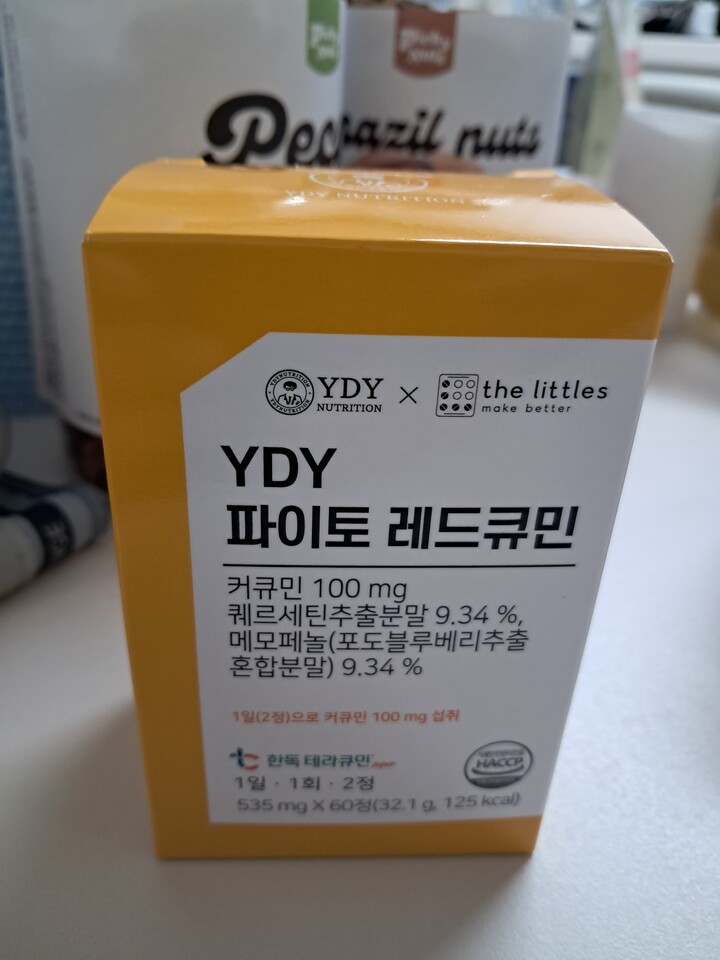 brazil nuts
YDY NUTRITION
YDY NUTRITION × the littles make better
YDY
파이토 레드큐민
커큐민 100 mg
퀘르세틴추출분말 9.34 %,
메모페놀(포도블루베리추출
혼합분말) 9.34 %
1일(2정)으로 커큐민 100 mg 섭취
한독 테라큐민
HACCP
1일 · 1회 · 2정
535 mg X 60정(32.1 g, 125 kcal)